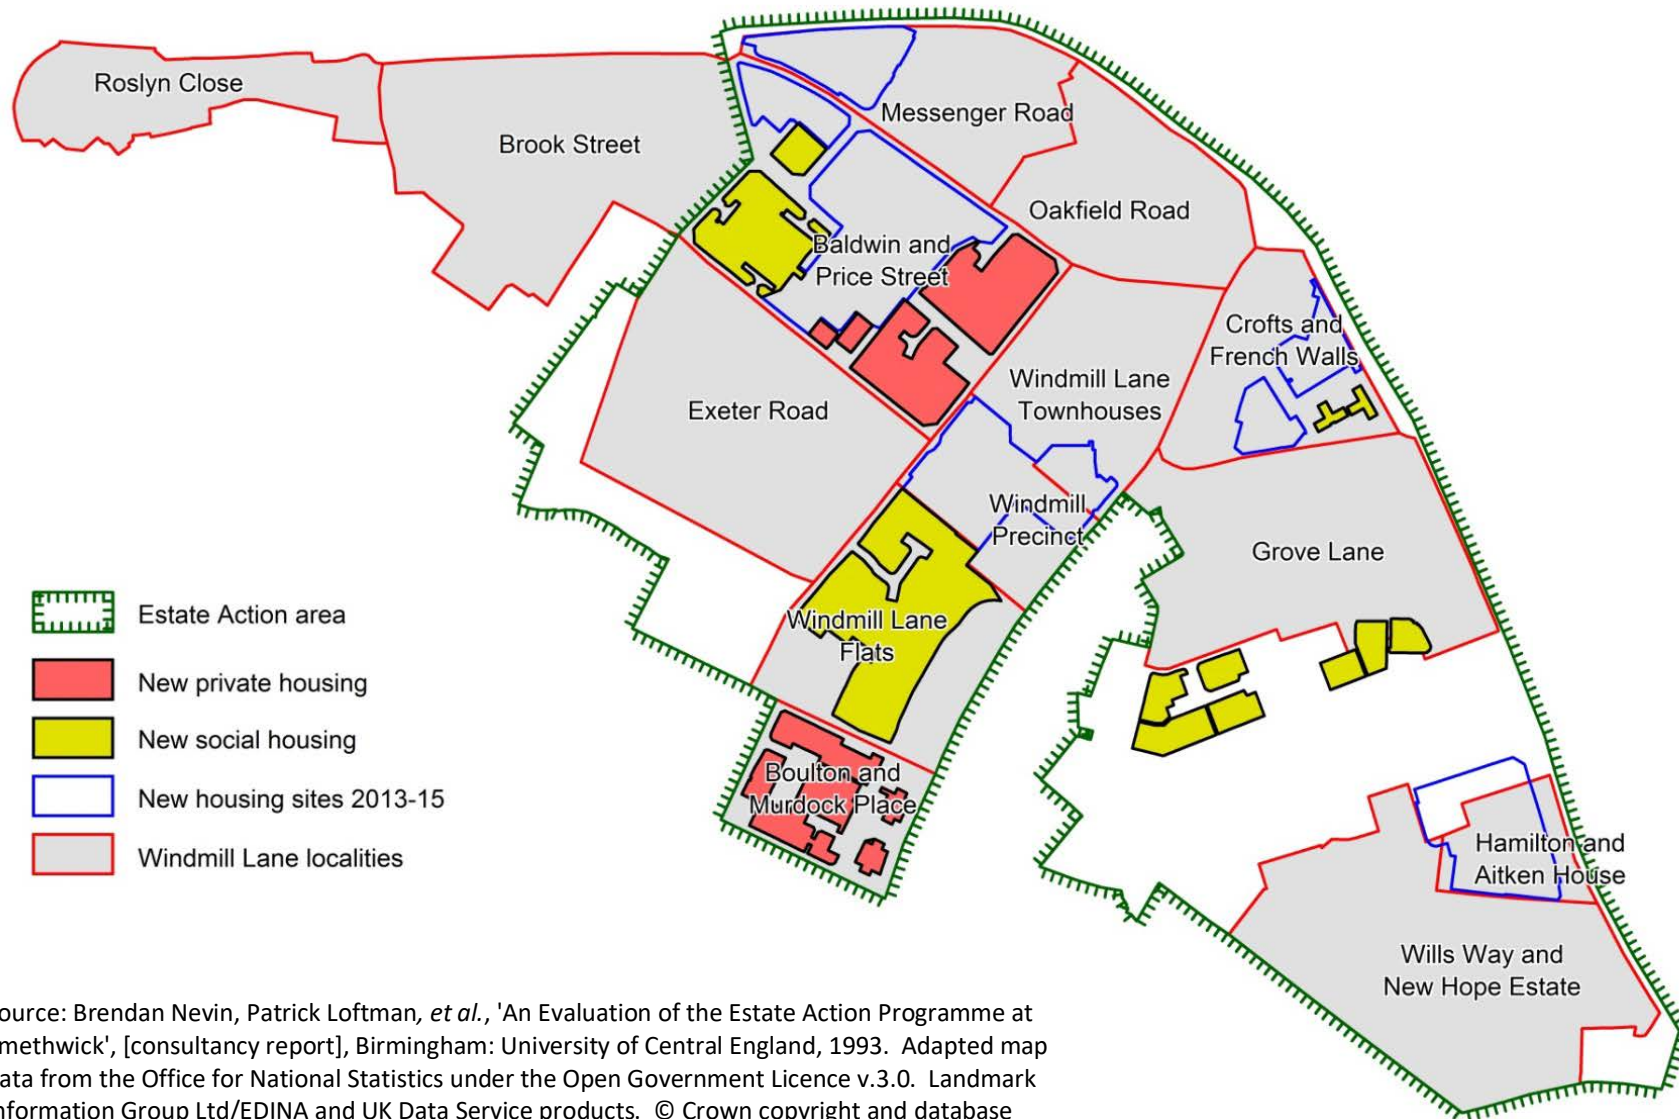 Roslyn Close
Brook Street
Messenger Road
Oakfield Road
Baldwin and
Price Street
Crofts and
French Walls
Exeter Road
Windmill Lane
Townhouses
Windmill
Precinct
Grove Lane
Windmill Lane
Flats
Boulton and
Murdock Place
Hamilton and
Aitken House
Wills Way and
New Hope Estate
Estate Action area
New private housing
New social housing
New housing sites 2013-15
Windmill Lane localities
ource: Brendan Nevin, Patrick Loftman, et al., 'An Evaluation of the Estate Action Programme at
methwick', [consultancy report], Birmingham: University of Central England, 1993. Adapted map
ata from the Office for National Statistics under the Open Government Licence v.3.0. Landmark
nformation Group Ltd/EDINA and UK Data Service products. © Crown copyright and database